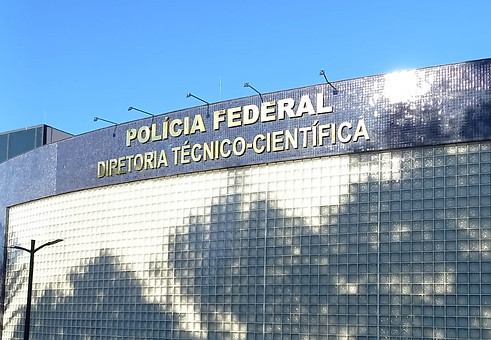 POLÍCIA FEDERAL
DIRETORIA TÉCNICO-CIENTÍFICA